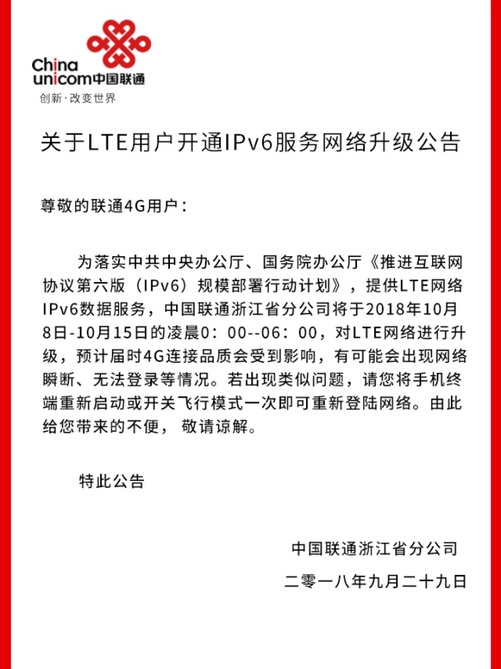 China
unicom中国联通
创新·改变世界
关于LTE用户开通IPv6服务网络升级公告
尊敬的联通4G用户：
为落实中共中央办公厅、国务院办公厅《推进互联网
协议第六版（IPv6）规模部署行动计划》，提供LTE网络
IPv6数据服务，中国联通浙江省分公司将于2018年10月
8日-10月15日的凌晨0：00--06：00，对LTE网络进行升
级，预计届时4G连接品质会受到影响，有可能会出现网络
瞬断、无法登录等情况。若出现类似问题，请您将手机终
端重新启动或开关飞行模式一次即可重新登陆网络。由此
给您带来的不便， 敬请谅解。
特此公告
中国联通浙江省分公司
二零一八年九月二十九日